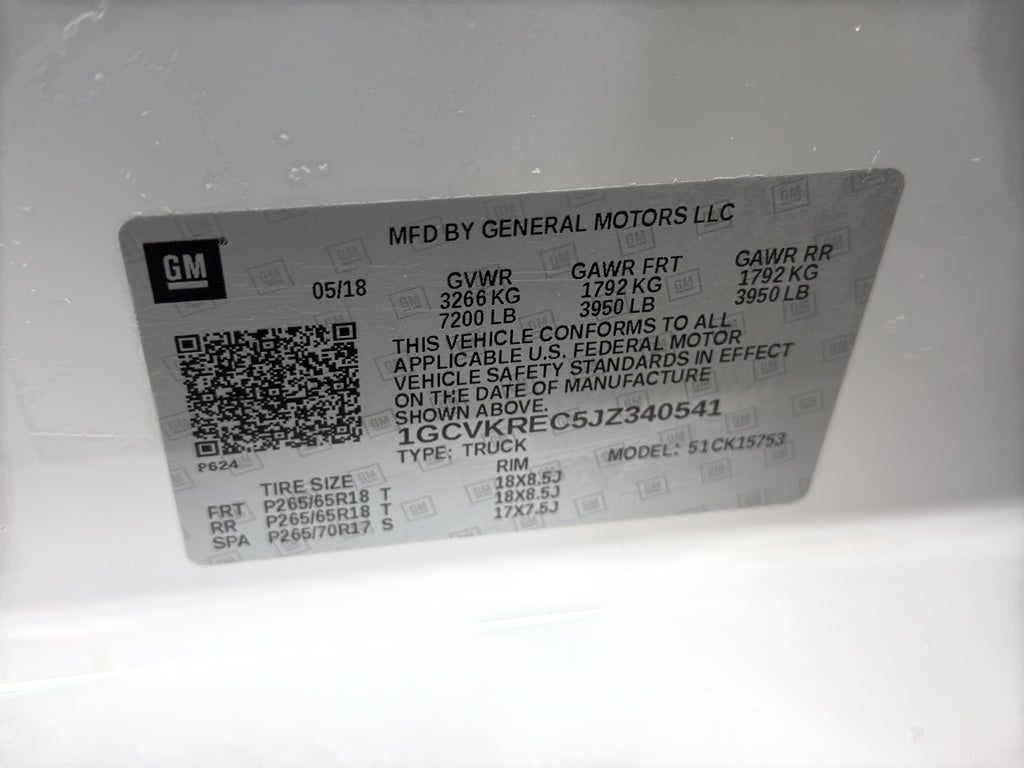 MFD BY GENERAL MOTORS LLC
GM
05/18
GVWR GAWR FRT GAWR RR
3266 KG 1792 KG 1792 KG
7200 LB 3950 LB 3950 LB
THIS VEHICLE CONFORMS TO ALL
APPLICABLE U.S. FEDERAL MOTOR
VEHICLE SAFETY STANDARDS IN EFFECT
ON THE DATE OF MANUFACTURE
SHOWN ABOVE.
1GCVKREC5JZ340541
P624
TYPE: TRUCK MODEL: 51CK15753
TIRE SIZE RIM
FRT P265/65R18 T 18X8.5J
RR P265/65R18 T 18X8.5J
SPA P265/70R17 S 17X7.5J